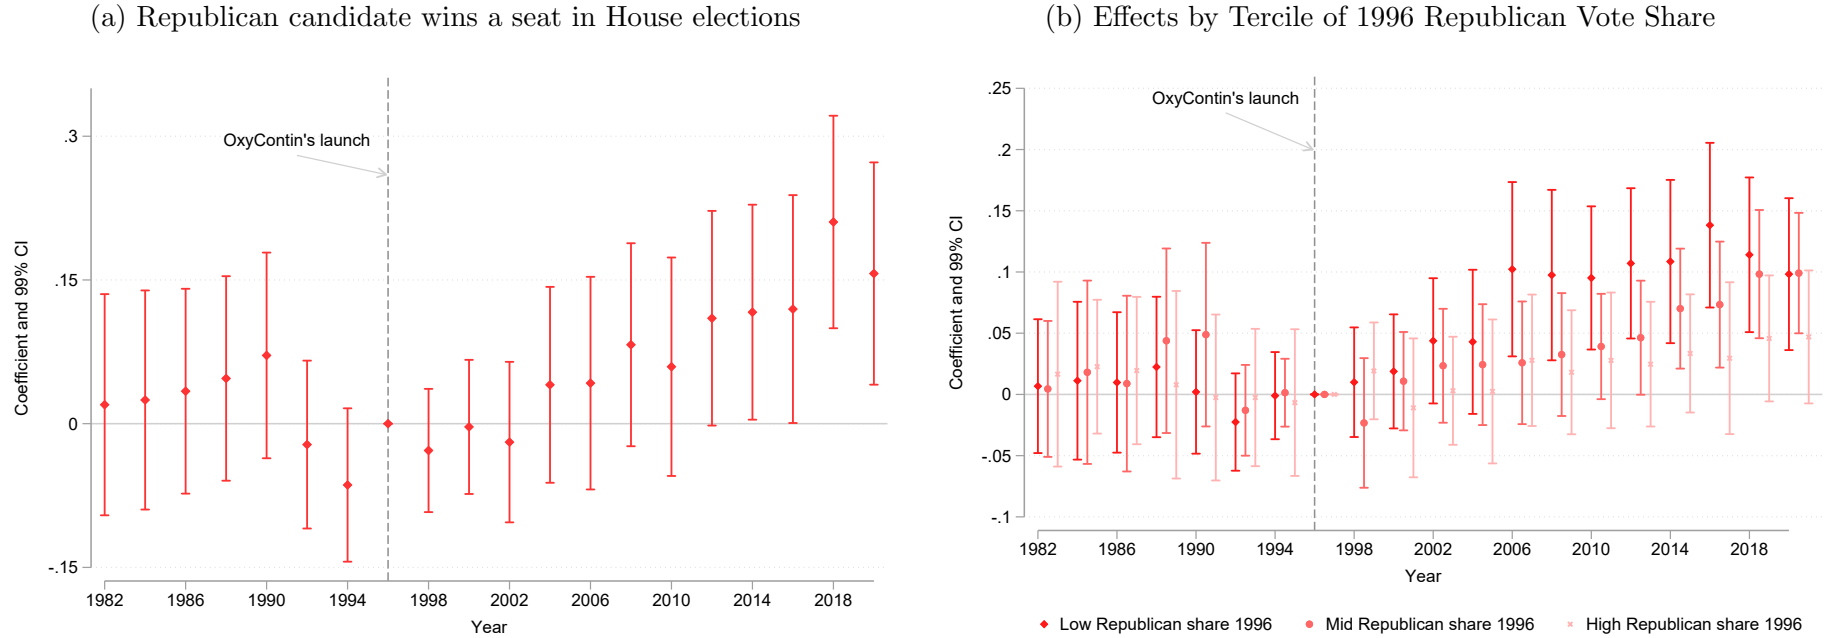 (a) Republican candidate wins a seat in House elections
OxyContin's launch
Coefficient and 99% CI
.3
.15
0
-.15
1982 1986 1990 1994 1998 2002 2006 2010 2014 2018
Year
(b) Effects by Tercile of 1996 Republican Vote Share
OxyContin's launch
Coefficient and 99% CI
.25
.2
.15
.1
.05
0
-.05
-.1
1982 1986 1990 1994 1998 2002 2006 2010 2014 2018
Year
Low Republican share 1996 Mid Republican share 1996 High Republican share 1996